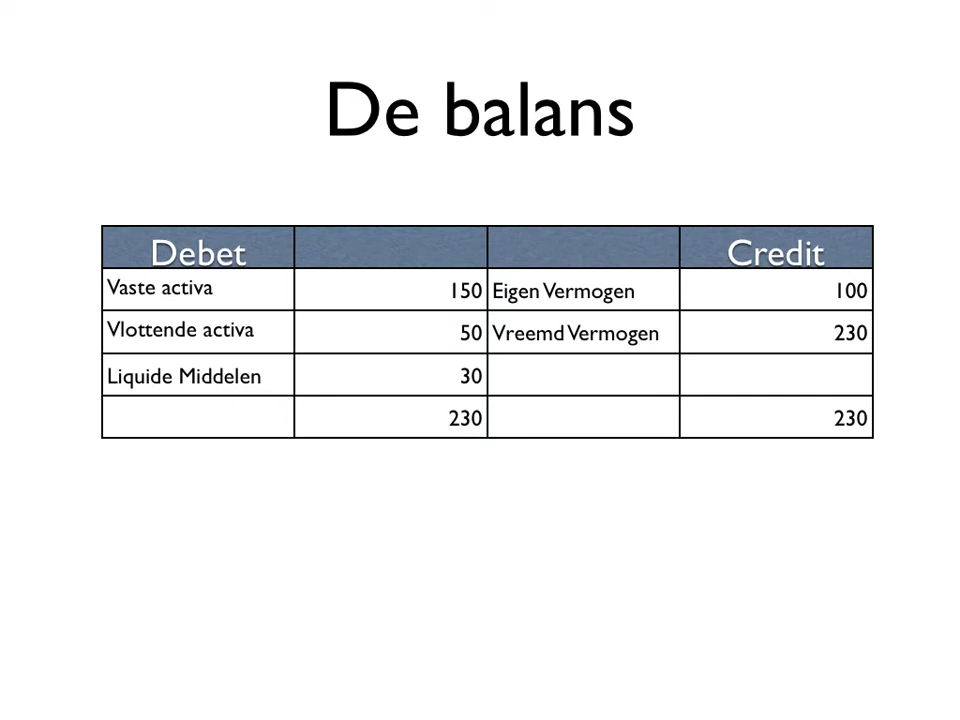 De balans
Debet Credit
Vaste activa 150 Eigen Vermogen 100
Vlottende activa 50 Vreemd Vermogen 230
Liquide Middelen 30
230 230